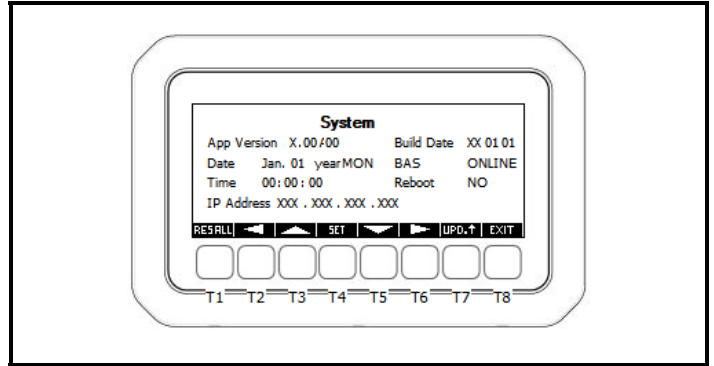 System
App Version X.00/00 Build Date XX 01 01
Date Jan. 01 yearMON BAS ONLINE
Time 00:00:00 Reboot NO
IP Address XXX . XXX . XXX . XXX
RESALL SET UPD.↑ EXIT
T1 T2 T3 T4 T5 T6 T7 T8